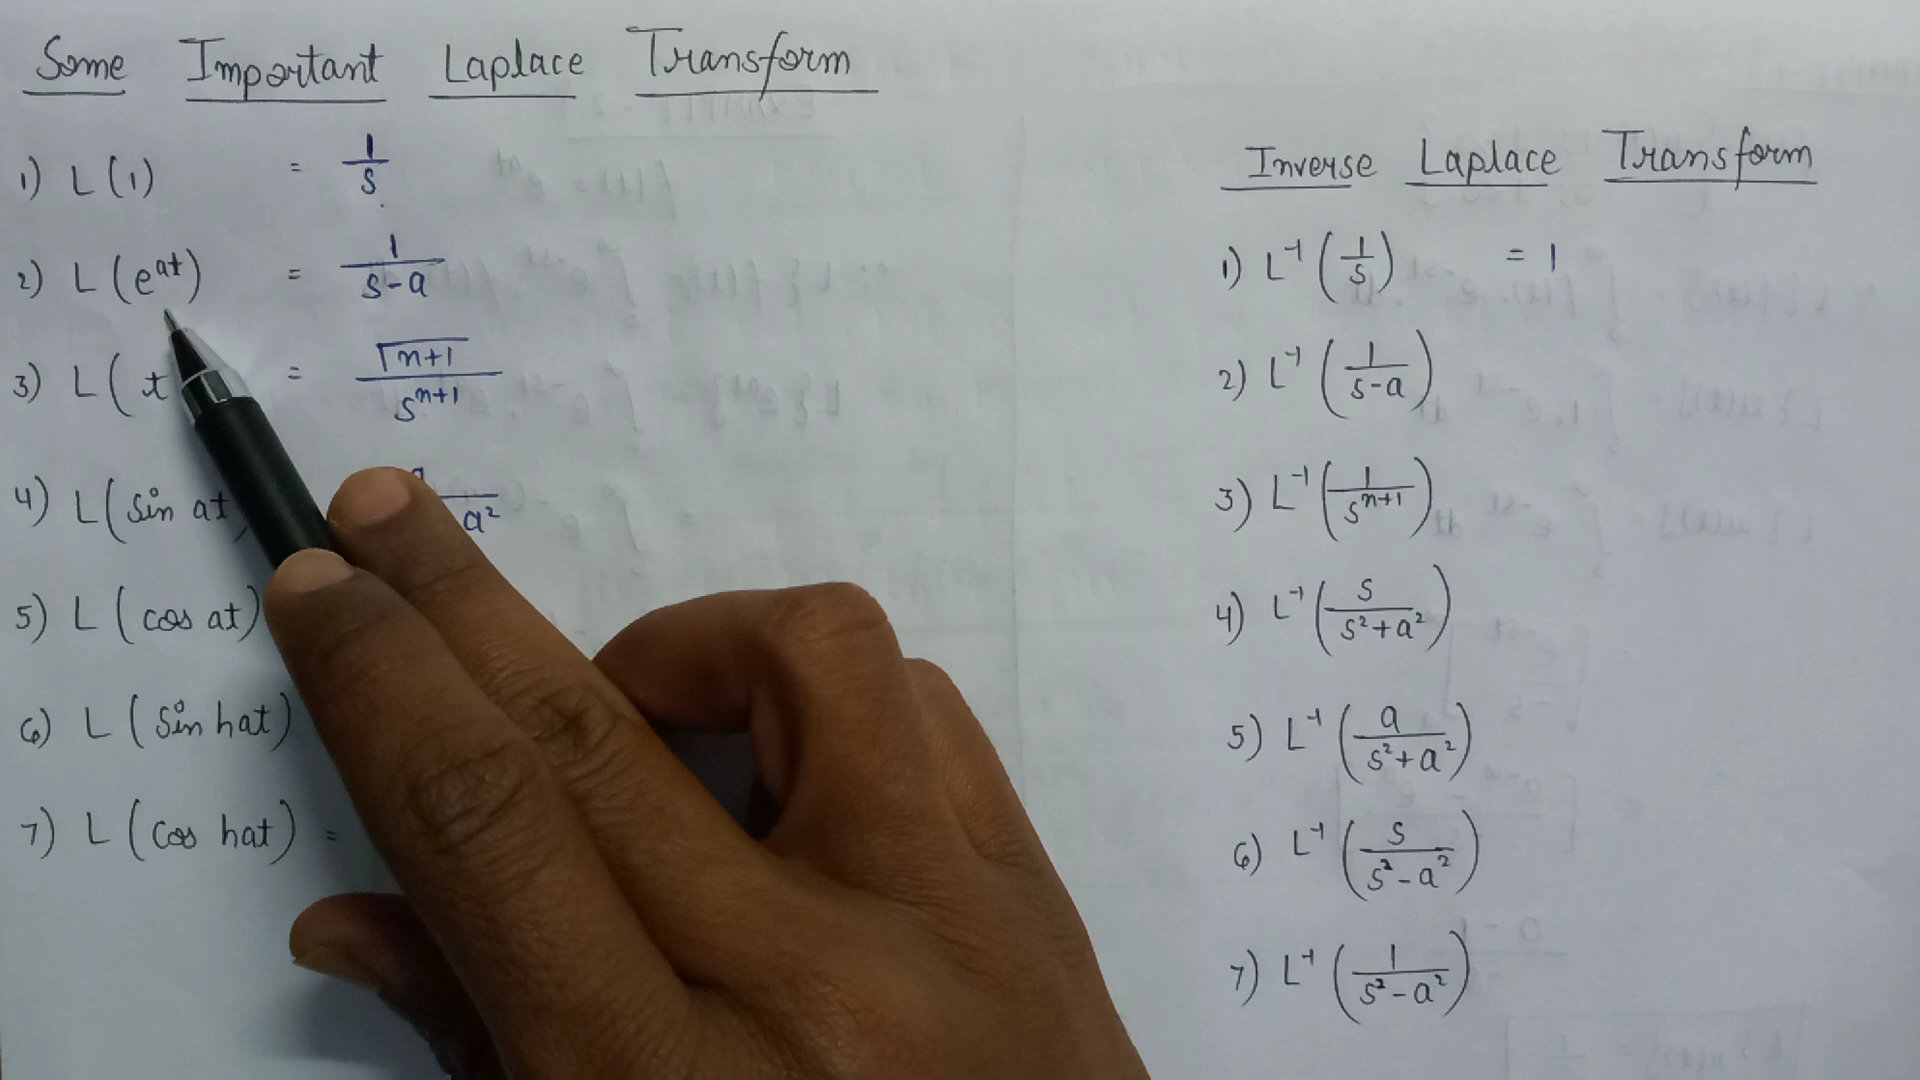 Some Important Laplace Transform
1) L(1) = 1/s
2) L(e^at) = 1/(s-a)
3) L(t = Γn+1/s^n+1
4) L(sin at) a²
5) L(cos at)
6) L(sin hat)
7) L(cos hat) =
Inverse Laplace Transform
1) L⁻¹(1/s) = 1
2) L⁻¹(1/(s-a))
3) L⁻¹(1/s^n+1)
4) L⁻¹(s/(s²+a²))
5) L⁻¹(a/(s²+a²))
6) L⁻¹(s/(s²-a²))
7) L⁻¹(1/(s²-a²))